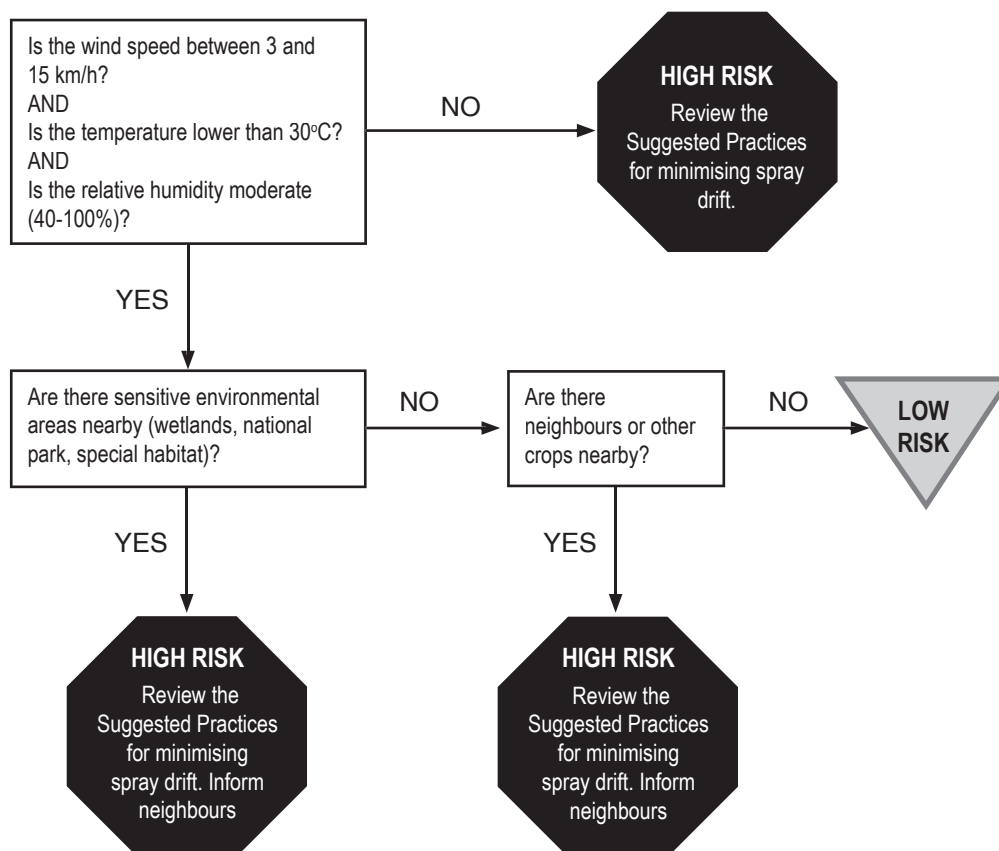 Is the wind speed between 3 and
15 km/h?
AND
Is the temperature lower than 30°C?
AND
Is the relative humidity moderate
(40-100%)?
NO
HIGH RISK
Review the
Suggested Practices
for minimising spray
drift.
YES
Are there sensitive environmental
areas nearby (wetlands, national
park, special habitat)?
NO
Are there
neighbours or other
crops nearby?
NO
LOW
RISK
YES
HIGH RISK
Review the
Suggested Practices
for minimising
spray drift. Inform
neighbours
YES
HIGH RISK
Review the
Suggested Practices
for minimising
spray drift. Inform
neighbours